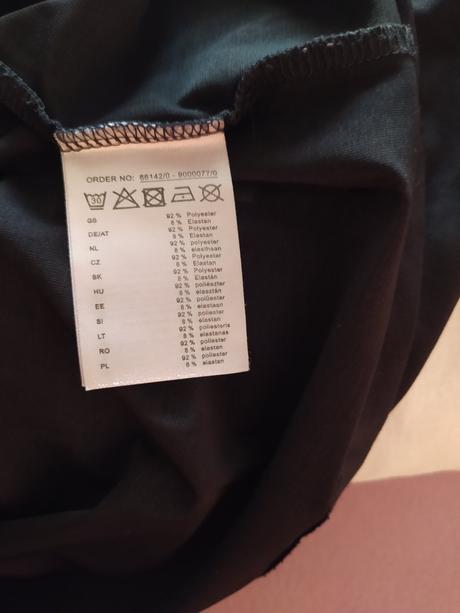 ORDER NO: 86142/0 - 9000077/0
30
GB 92 % Polyester
8 % Elastan
DE/AT 92 % Polyester
8 % Elastan
NL 92 % polyester
8 % elasthaan
CZ 92 % Polyester
8 % Elastan
SK 92 % Polyester
8 % Elastán
HU 92 % poliészter
8 % elasztán
EE 92 % polüester
8 % elastaan
SI 92 % poliester
8 % elastan
LT 92 % poliesteris
8 % elastanas
RO 92 % poliester
8 % elastan
PL 92 % poliester
8 % elastan